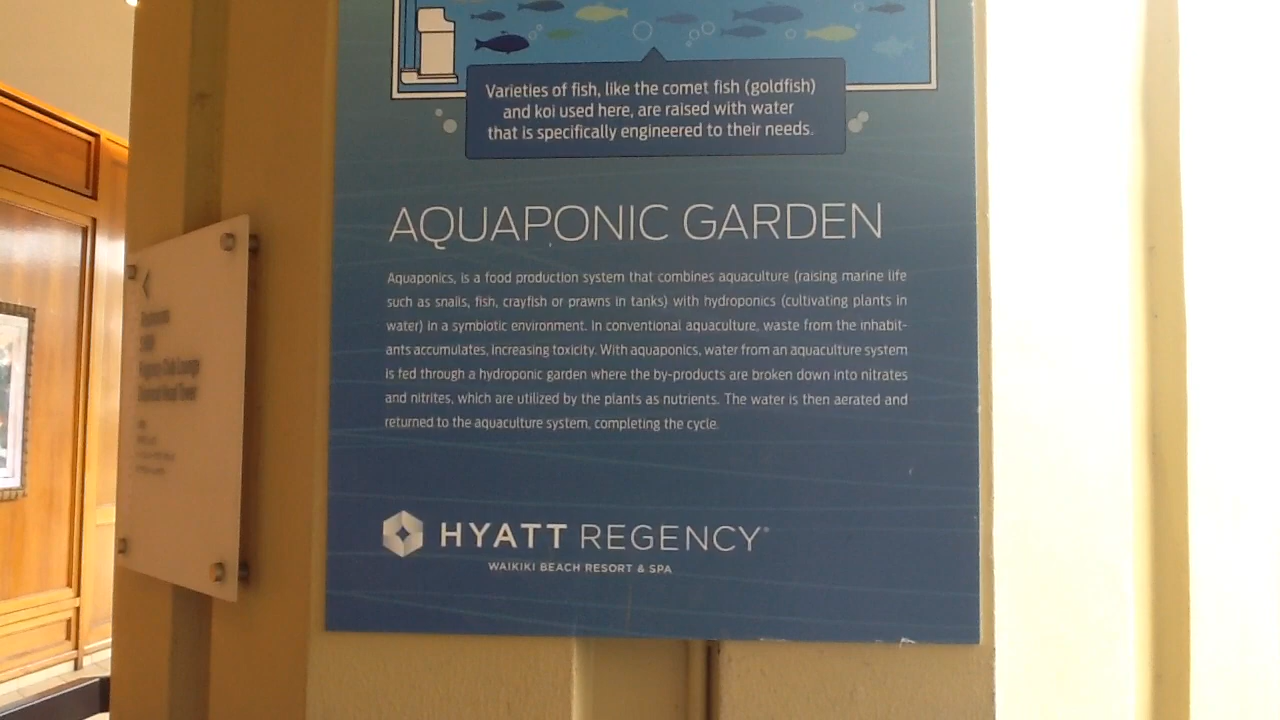 Varieties of fish, like the comet fish (goldfish)
and koi used here, are raised with water
that is specifically engineered to their needs.
AQUAPONIC GARDEN
Aquaponics, is a food production system that combines aquaculture (raising marine life
such as snails, fish, crayfish or prawns in tanks) with hydroponics (cultivating plants in
water) in a symbiotic environment. In conventional aquaculture, waste from the inhabit-
ants accumulates, increasing toxicity. With aquaponics, water from an aquaculture system
is fed through a hydroponic garden where the by-products are broken down into nitrates
and nitrites, which are utilized by the plants as nutrients. The water is then aerated and
returned to the aquaculture system, completing the cycle.
HYATT REGENCY®
WAIKIKI BEACH RESORT & SPA
Regency Club Lounge
Diamond Head Tower